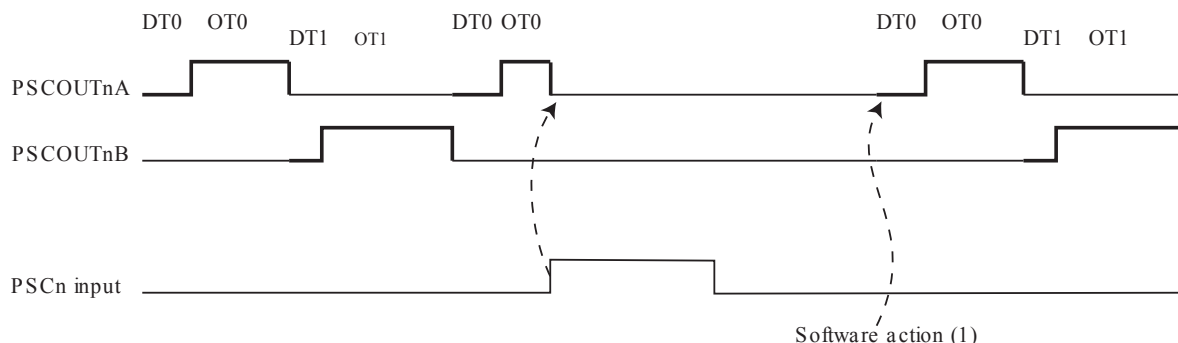 DT0 OT0 DT0 OT0 DT0 OT0
DT1 OT1 DT1 OT1
PSCOUTnA
PSCOUTnB
PSCn input
Software action (1)